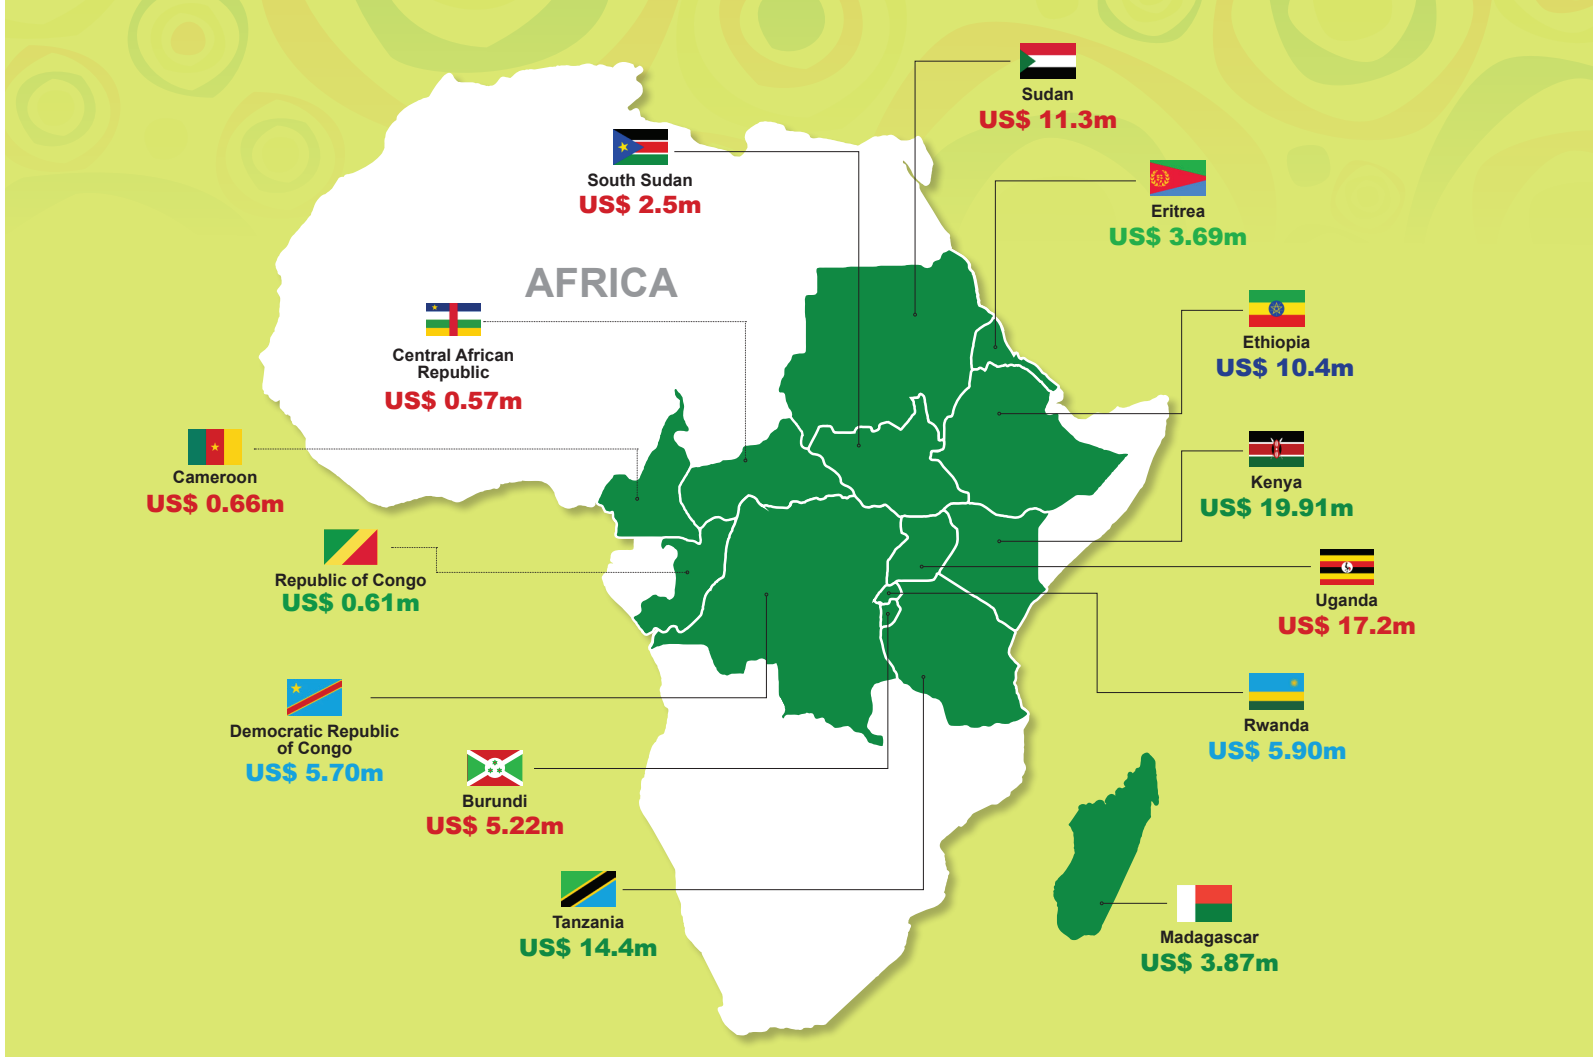 Sudan
US$ 11.3m
South Sudan
US$ 2.5m
Eritrea
US$ 3.69m
AFRICA
Central African
Republic
US$ 0.57m
Ethiopia
US$ 10.4m
Cameroon
US$ 0.66m
Kenya
US$ 19.91m
Republic of Congo
US$ 0.61m
Uganda
US$ 17.2m
Democratic Republic
of Congo
US$ 5.70m
Rwanda
US$ 5.90m
Burundi
US$ 5.22m
Tanzania
US$ 14.4m
Madagascar
US$ 3.87m